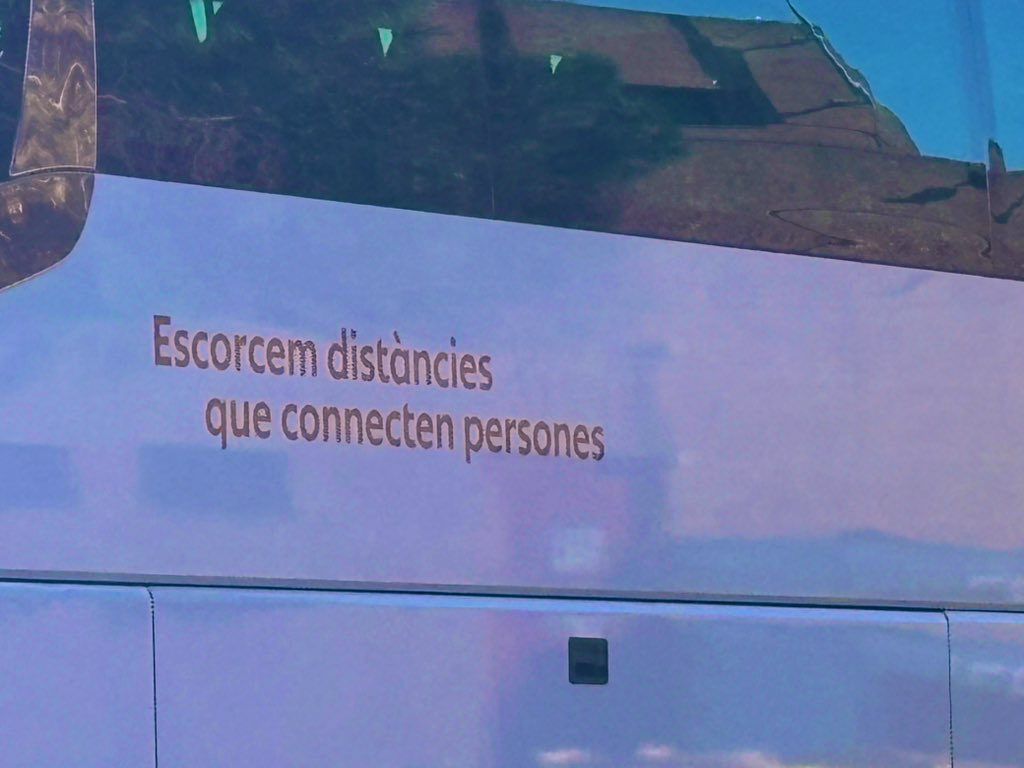 Escorcem distàncies
que connecten persones